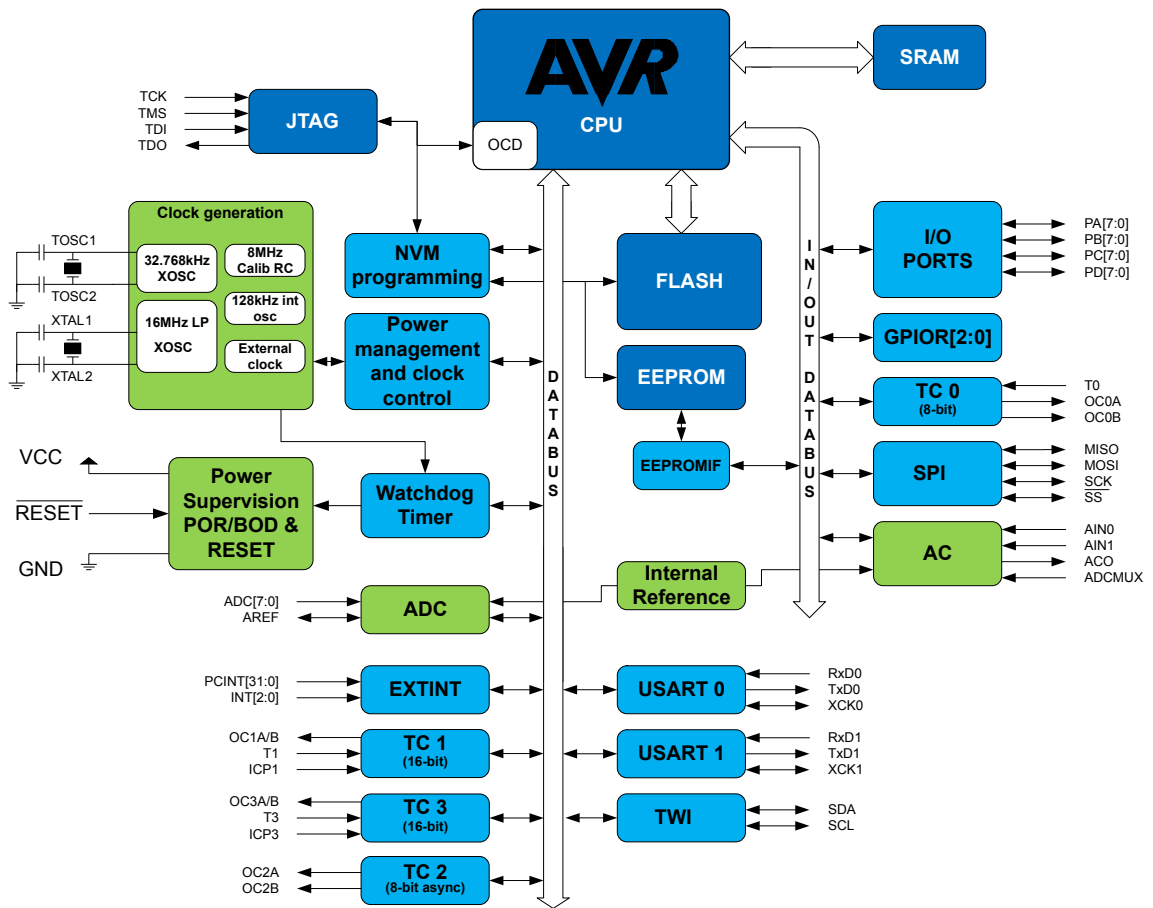 AVR
CPU
OCD
SRAM
TCK
TMS
TDI
TDO
JTAG
Clock generation
TOSC1
TOSC2
XTAL1
XTAL2
32.768kHz
XOSC
16MHz LP
XOSC
8MHz
Calib RC
128kHz int
osc
External
clock
NVM
programming
Power
management
and clock
control
FLASH
EEPROM
EEPROMIF
DATABUS
IN/OUT DATABUS
I/O
PORTS
PA[7:0]
PB[7:0]
PC[7:0]
PD[7:0]
GPIOR[2:0]
TC 0
(8-bit)
T0
OC0A
OC0B
SPI
MISO
MOSI
SCK
SS
AC
AIN0
AIN1
ACO
ADCMUX
VCC
RESET
GND
Power
Supervision
POR/BOD &
RESET
Watchdog
Timer
Internal
Reference
ADC[7:0]
AREF
ADC
PCINT[31:0]
INT[2:0]
EXTINT
OC1A/B
T1
ICP1
TC 1
(16-bit)
OC3A/B
T3
ICP3
TC 3
(16-bit)
OC2A
OC2B
TC 2
(8-bit async)
USART 0
RxD0
TxD0
XCK0
USART 1
RxD1
TxD1
XCK1
TWI
SDA
SCL